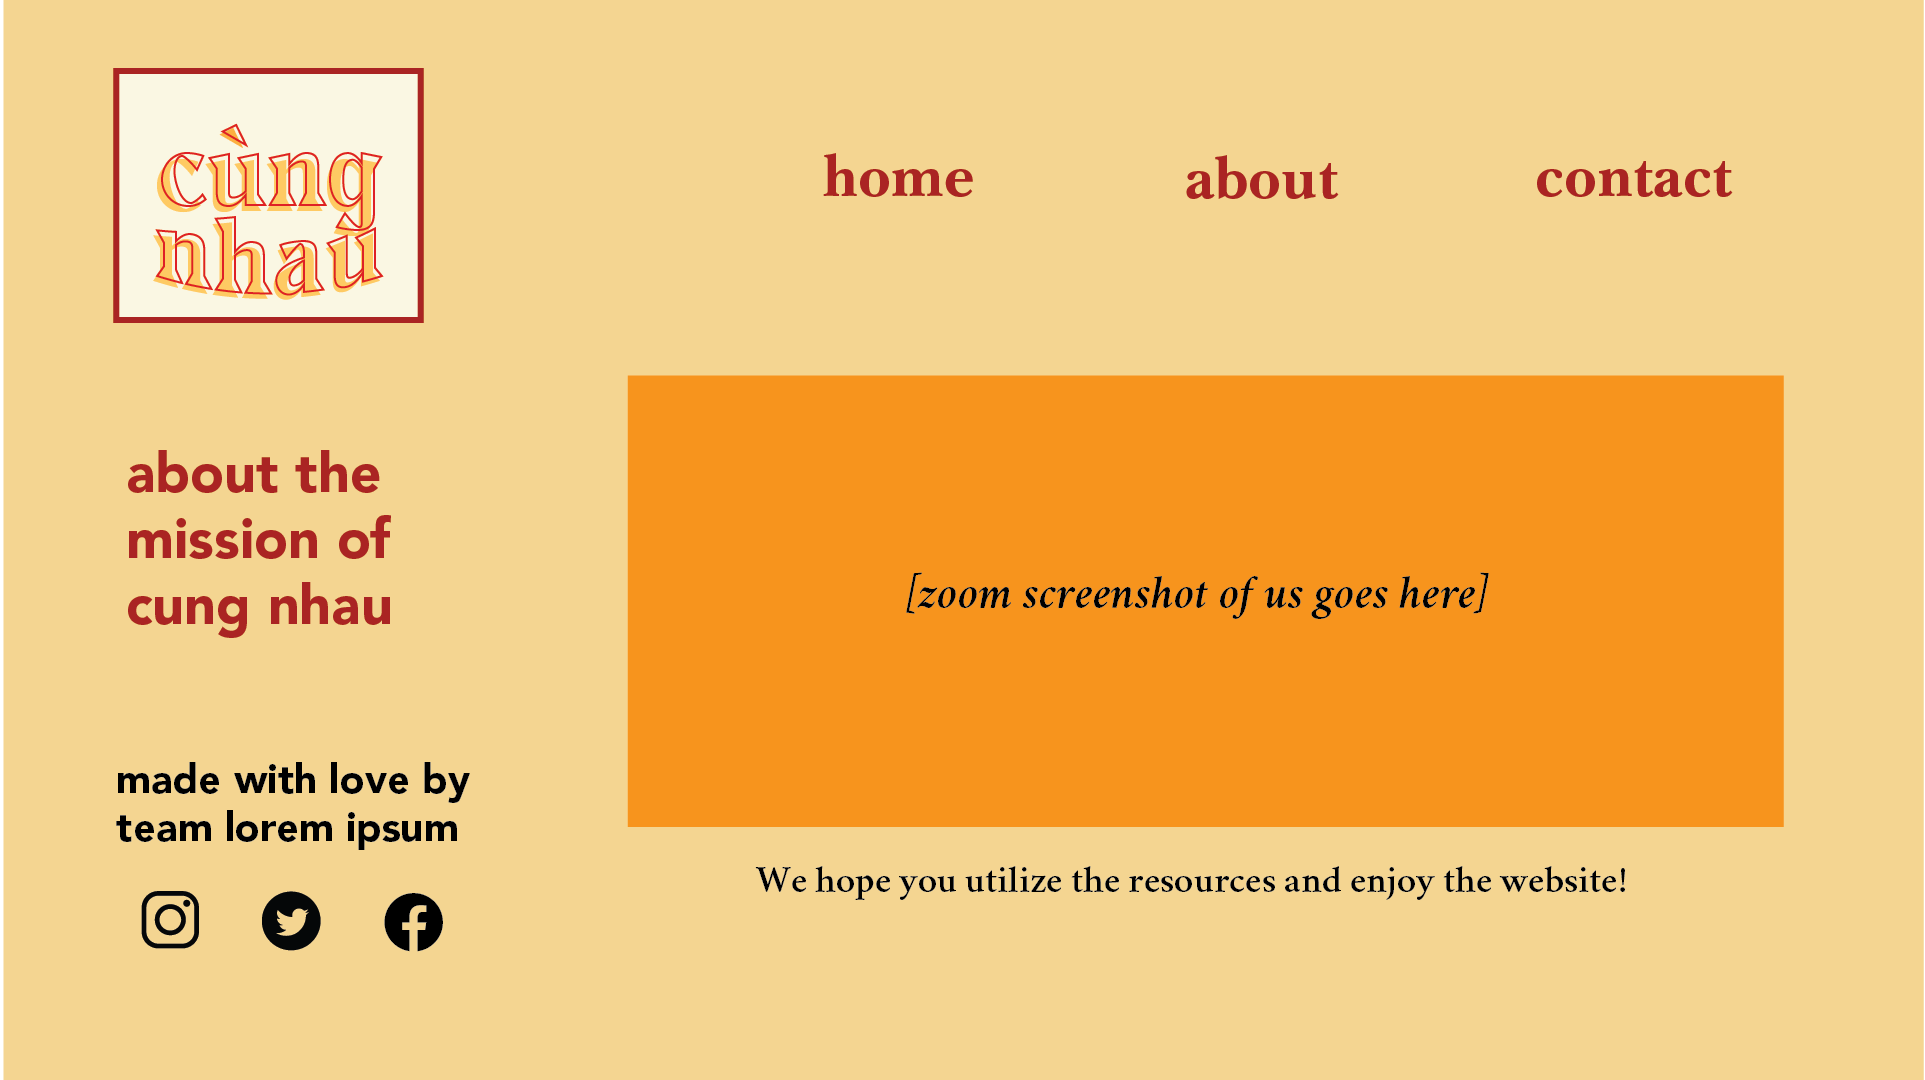 cùng
nhau
home about contact
about the
mission of
cung nhau
[zoom screenshot of us goes here]
made with love by
team lorem ipsum
We hope you utilize the resources and enjoy the website!